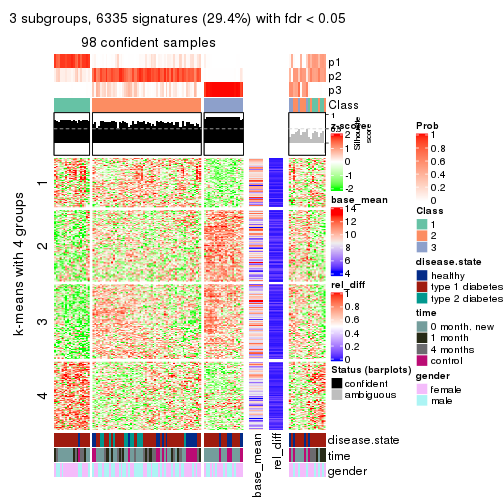 3 subgroups, 6335 signatures (29.4%) with fdr < 0.05
98 confident samples
p1
p2
p3
Class
1
0.5
0
Silhouette
score
z-score
2
1
0
-1
-2
base_mean
14
12
10
8
6
4
rel_diff
1
0.8
0.6
0.4
0.2
0
Status (barplots)
confident
ambiguous
Prob
1
0.8
0.6
0.4
0.2
0
Class
1
2
3
disease.state
healthy
type 1 diabetes
type 2 diabetes
time
0 month. new
1 month
4 months
control
gender
female
male
k-means with 4 groups
1
2
3
4
base_mean
rel_diff
disease.state
time
gender